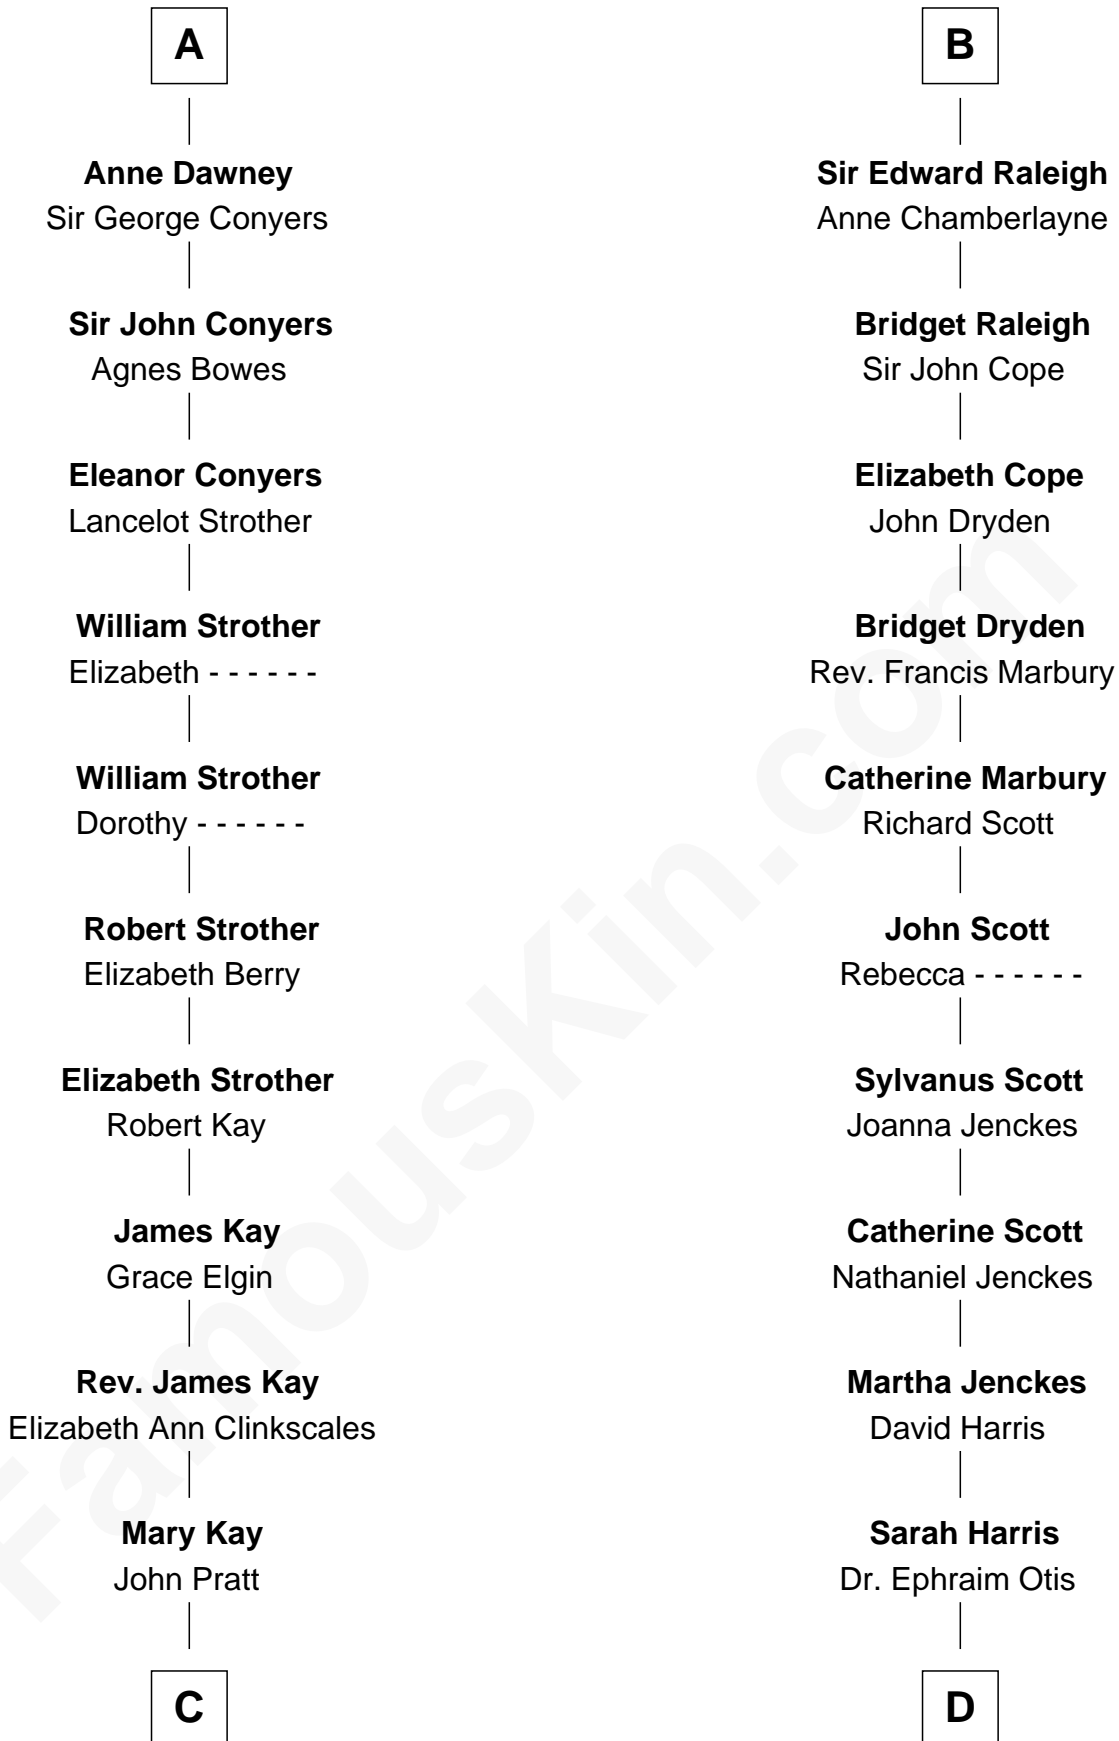 A
Anne Dawney
Sir George Conyers
Sir John Conyers
Agnes Bowes
Eleanor Conyers
Lancelot Strother
William Strother
Elizabeth - - - - - -
William Strother
Dorothy - - - - - -
Robert Strother
Elizabeth Berry
Elizabeth Strother
Robert Kay
James Kay
Grace Elgin
Rev. James Kay
Elizabeth Ann Clinkscales
Mary Kay
John Pratt
C
B
Sir Edward Raleigh
Anne Chamberlayne
Bridget Raleigh
Sir John Cope
Elizabeth Cope
John Dryden
Bridget Dryden
Rev. Francis Marbury
Catherine Marbury
Richard Scott
John Scott
Rebecca - - - - - -
Sylvanus Scott
Joanna Jenckes
Catherine Scott
Nathaniel Jenckes
Martha Jenckes
David Harris
Sarah Harris
Dr. Ephraim Otis
D
FamousKin.com